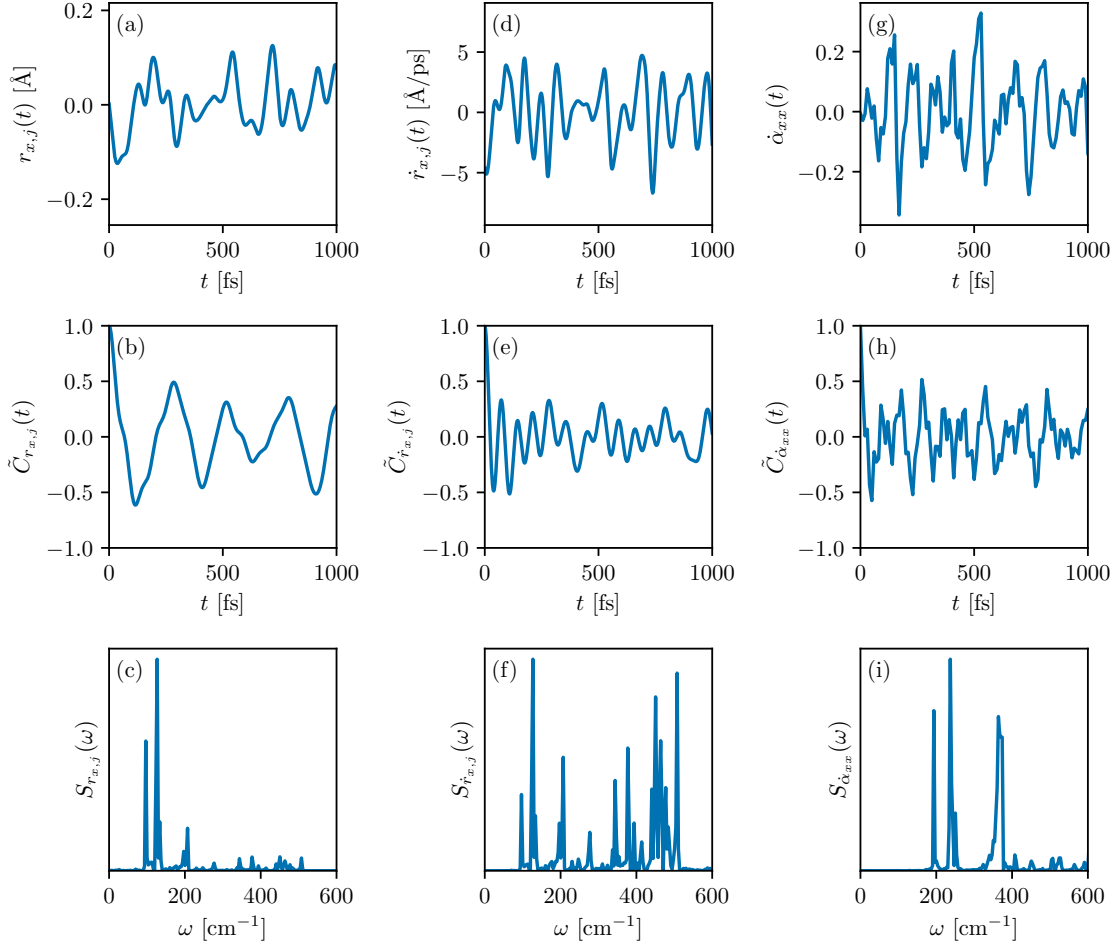 (a)
r_{x,j}(t) [Å]
0.2
0.0
−0.2
0 500 1000
t [fs]
(d)
ṙ_{x,j}(t) [Å/ps]
5
0
−5
0 500 1000
t [fs]
(g)
α̇_{xx}(t)
0.2
0.0
−0.2
0 500 1000
t [fs]
(b)
C̃_{r_{x,j}}(t)
1.0
0.5
0.0
−0.5
−1.0
0 500 1000
t [fs]
(e)
C̃_{ṙ_{x,j}}(t)
1.0
0.5
0.0
−0.5
−1.0
0 500 1000
t [fs]
(h)
C̃_{α̇_{xx}}(t)
1.0
0.5
0.0
−0.5
−1.0
0 500 1000
t [fs]
(c)
S_{r_{x,j}}(ω)
0 200 400 600
ω [cm⁻¹]
(f)
S_{ṙ_{x,j}}(ω)
0 200 400 600
ω [cm⁻¹]
(i)
S_{α̇_{xx}}(ω)
0 200 400 600
ω [cm⁻¹]